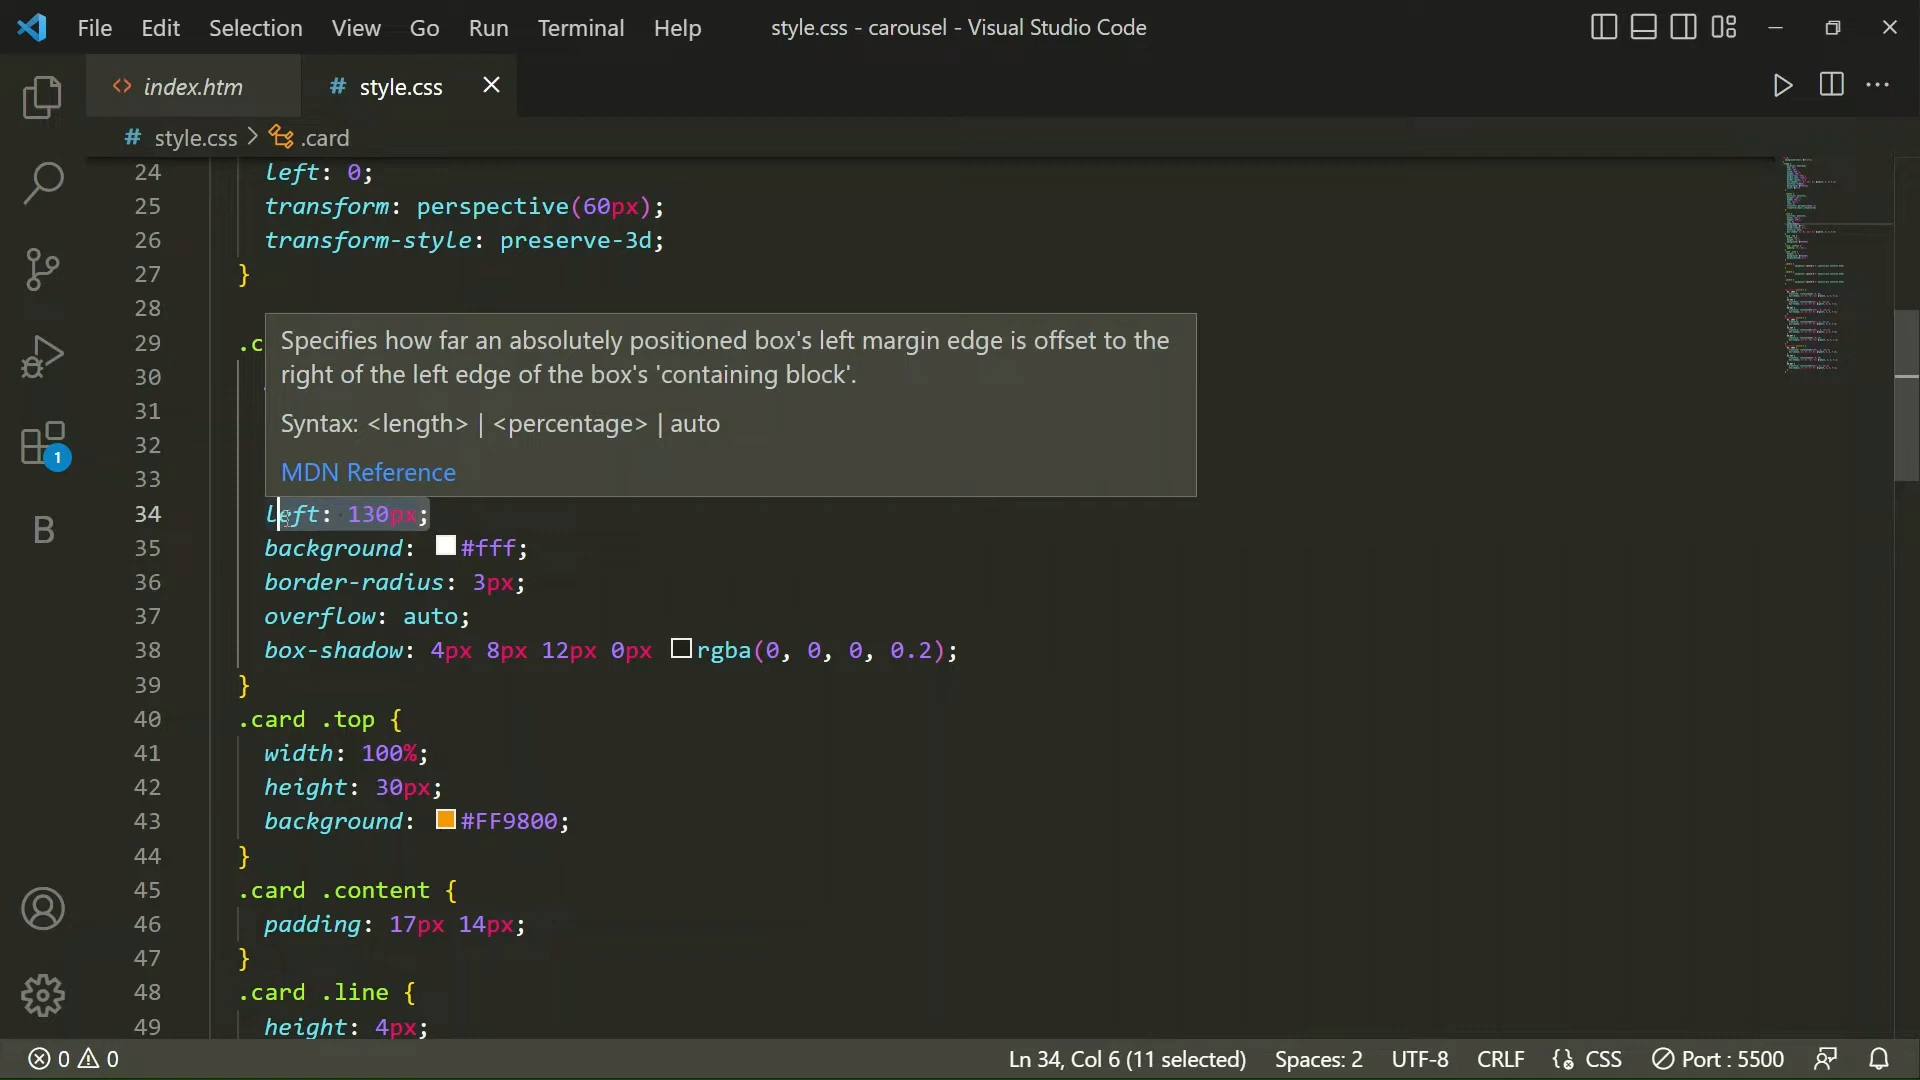 File Edit Selection View Go Run Terminal Help style.css - carousel - Visual Studio Code
<> index.htm # style.css
# style.css > .card
24 left: 0;
25 transform: perspective(60px);
26 transform-style: preserve-3d;
27 }
28
29 .c
Specifies how far an absolutely positioned box's left margin edge is offset to the
30 right of the left edge of the box's 'containing block'.
31 Syntax: <length> | <percentage> | auto
32
33 MDN Reference
34 left: 130px;
35 background: #fff;
36 border-radius: 3px;
37 overflow: auto;
38 box-shadow: 4px 8px 12px 0px rgba(0, 0, 0, 0.2);
39 }
40 .card .top {
41 width: 100%;
42 height: 30px;
43 background: #FF9800;
44 }
45 .card .content {
46 padding: 17px 14px;
47 }
48 .card .line {
49 height: 4px;
1
B
0 0 Ln 34, Col 6 (11 selected) Spaces: 2 UTF-8 CRLF CSS Port : 5500